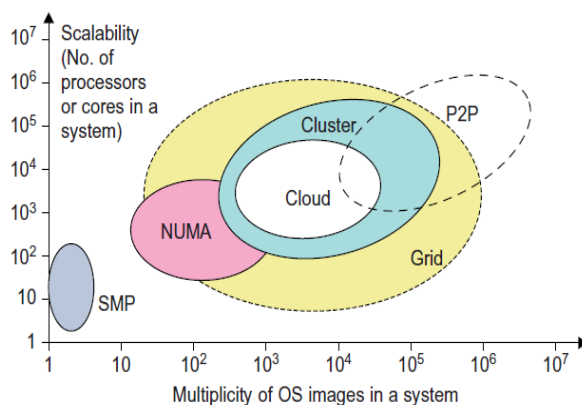 Scalability
(No. of
processors
or cores in a
system)
10⁷
10⁶
10⁵
10⁴
10³
10²
10
1
P2P
Cluster
Cloud
NUMA
Grid
SMP
1 10 10² 10³ 10⁴ 10⁵ 10⁶ 10⁷
Multiplicity of OS images in a system